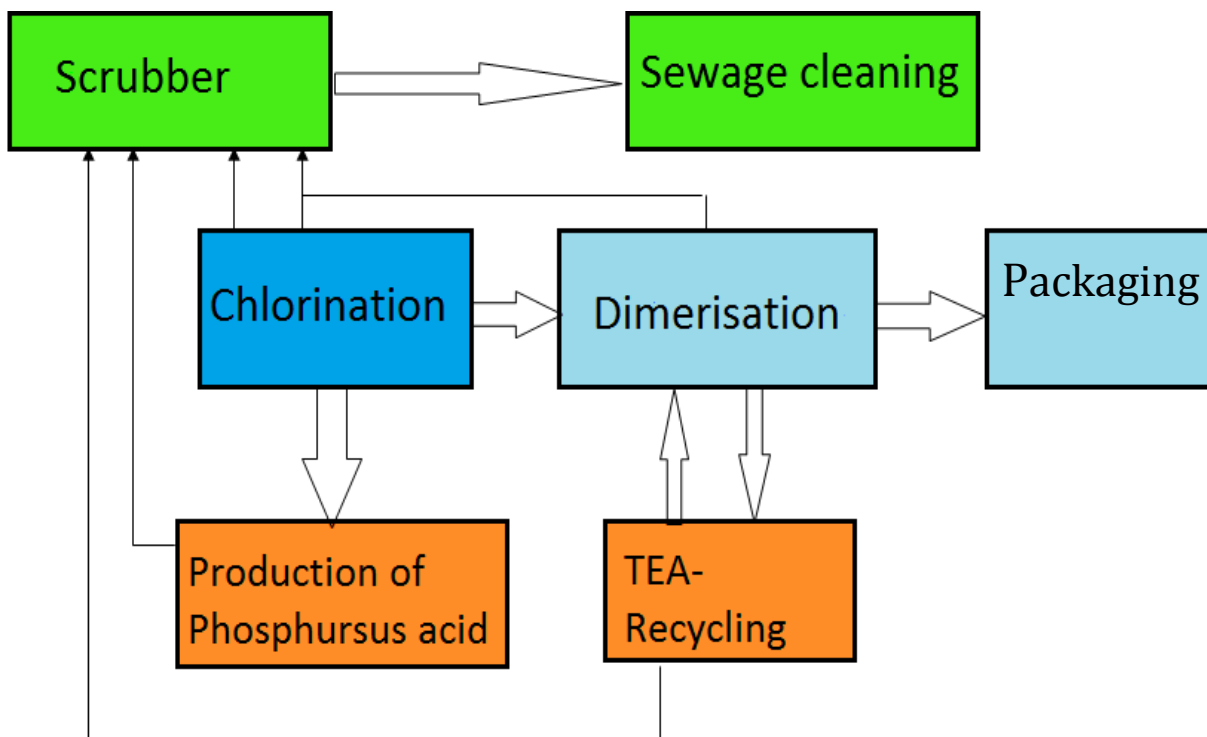 Scrubber
Sewage cleaning
Chlorination
Dimerisation
Packaging
Production of
Phosphursus acid
TEA-
Recycling